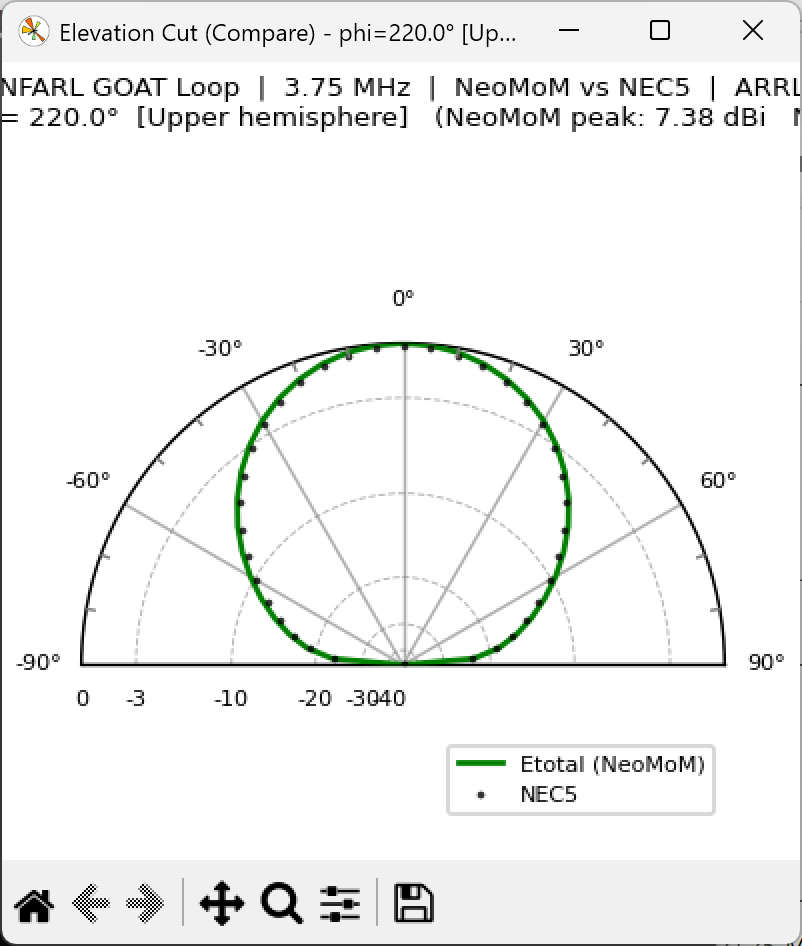 Elevation Cut (Compare) - phi=220.0° [Up...
NFARL GOAT Loop | 3.75 MHz | NeoMoM vs NEC5 | ARRL
= 220.0° [Upper hemisphere] (NeoMoM peak: 7.38 dBi N
0°
-30°
30°
-60°
60°
-90°
90°
0 -3 -10 -20 -30 -40
Etotal (NeoMoM)
NEC5